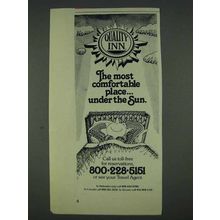 QUALITY
INN
The most
comfortable
place...
under the Sun.
Call us toll-free
for reservations.
800·228·5151
or see your Travel Agent.